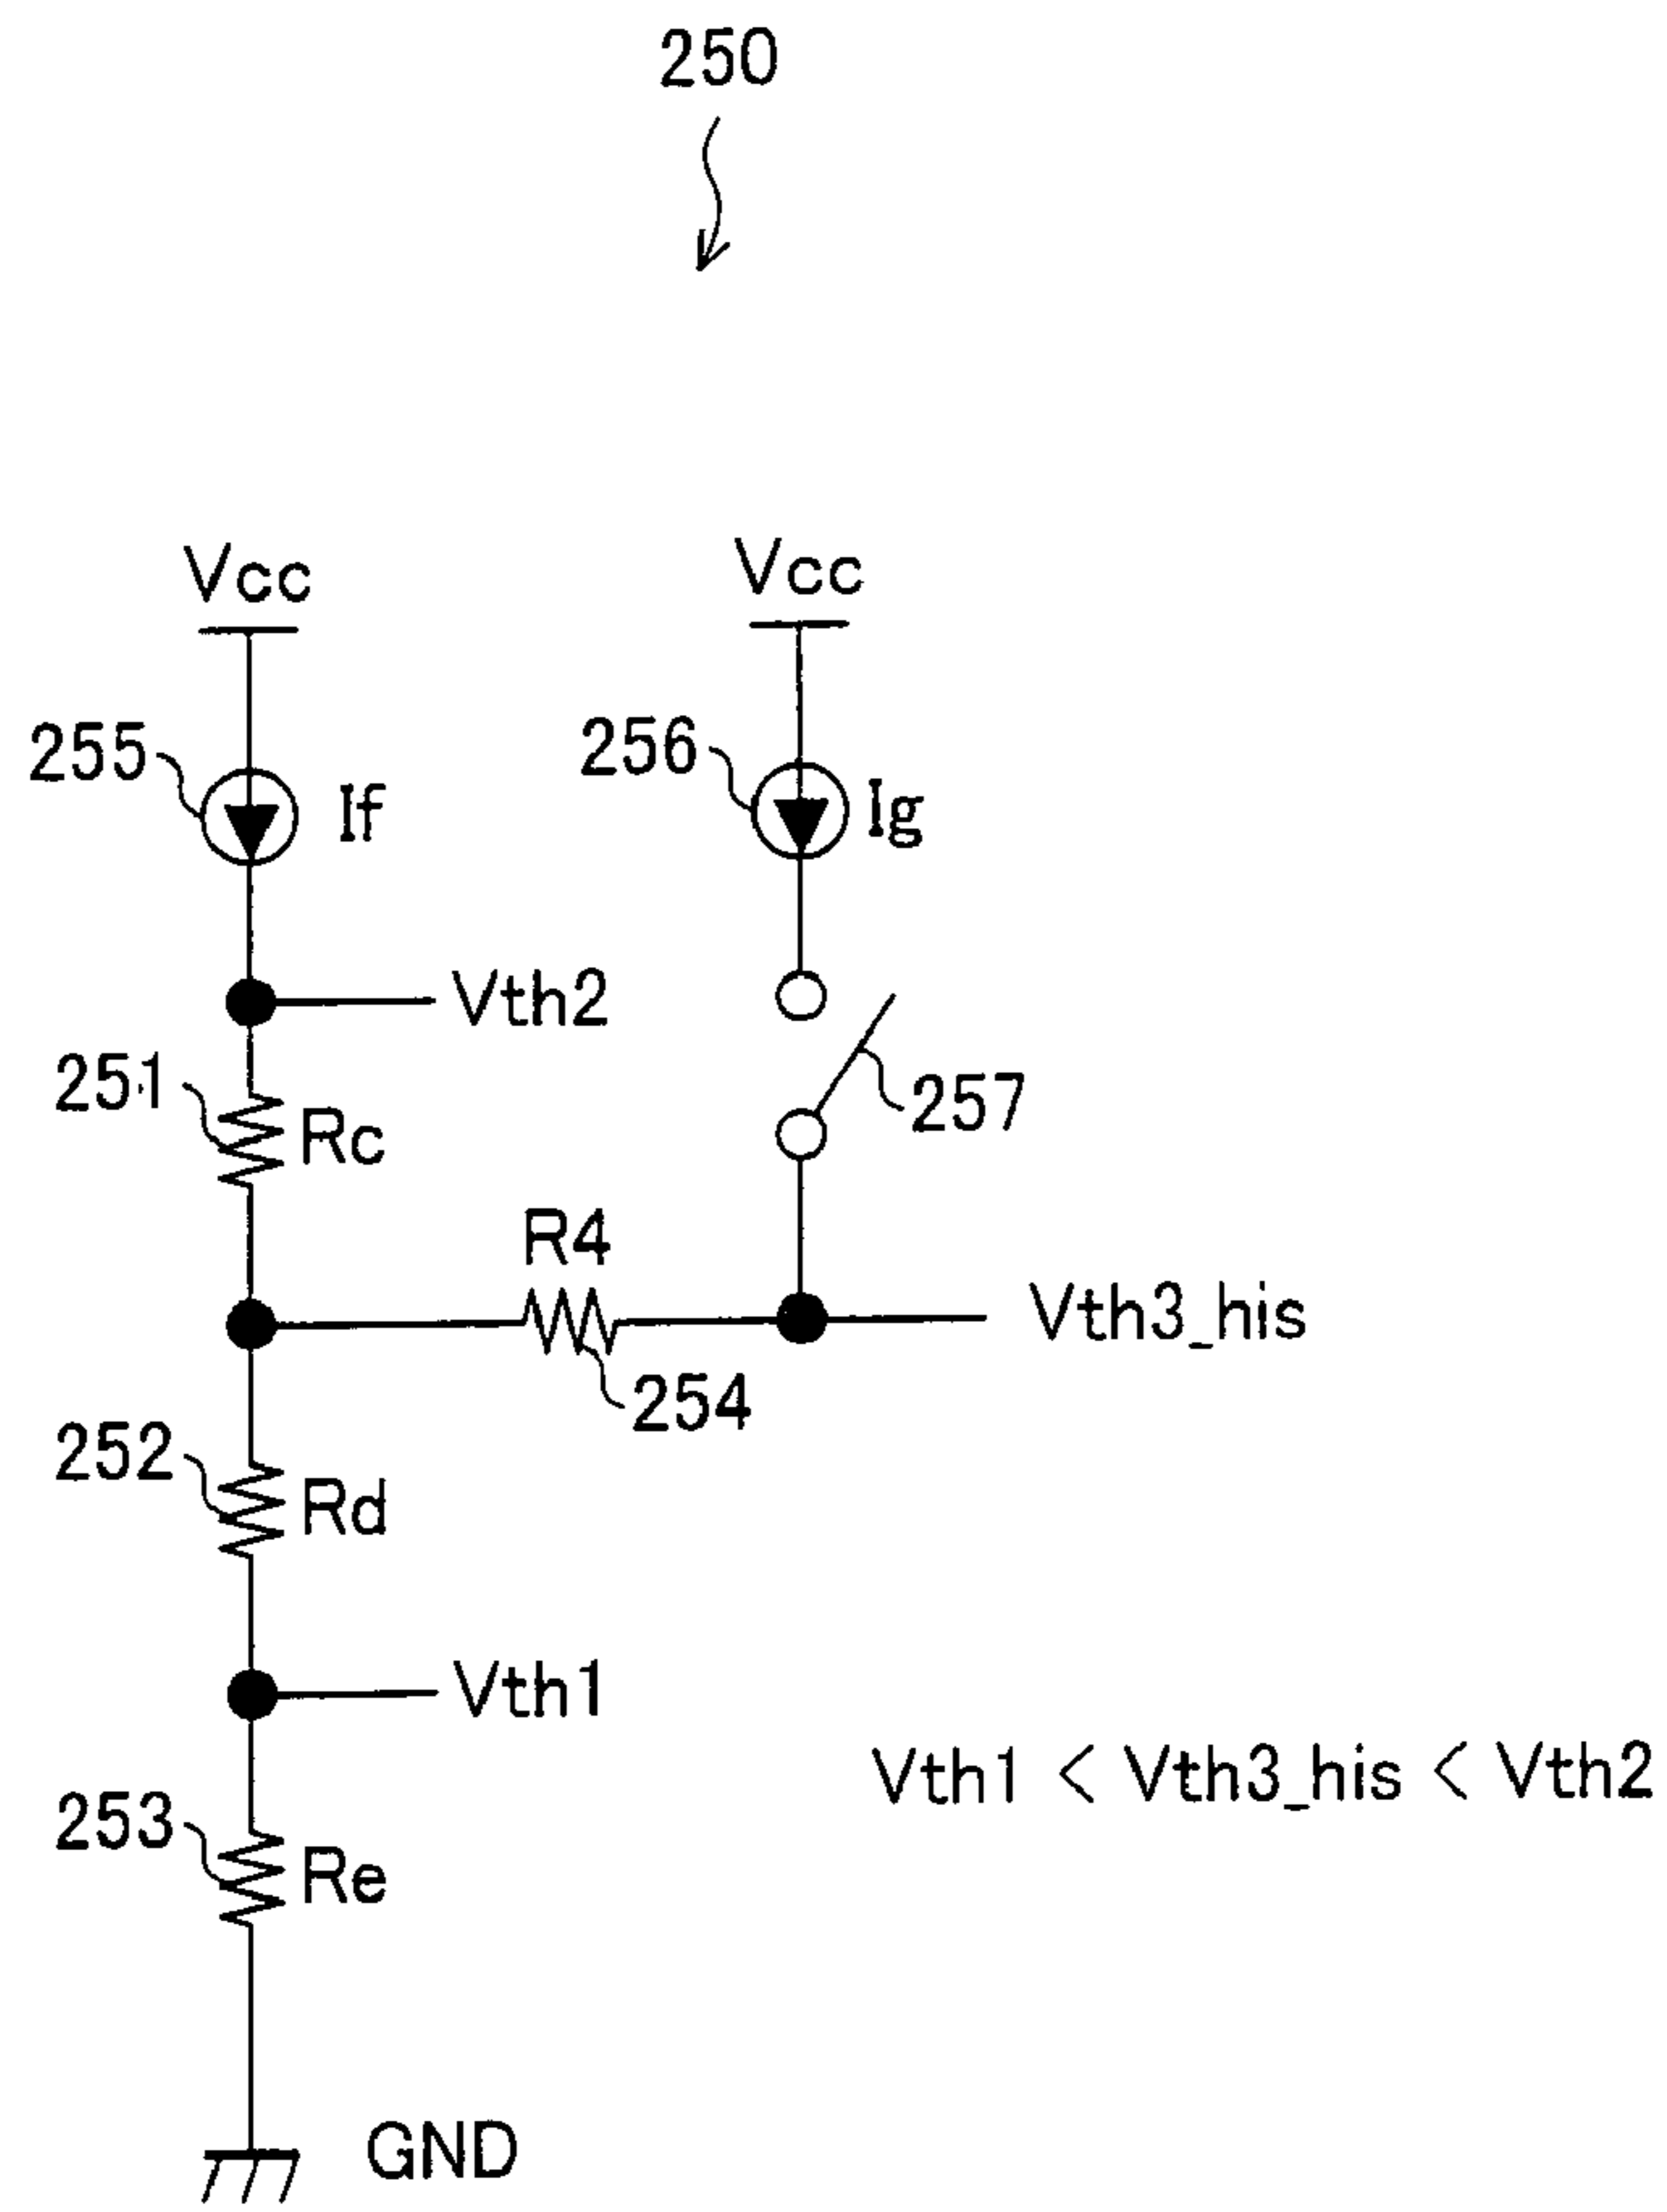 250
Vcc
Vcc
255
If
256
Ig
Vth2
251
Rc
257
R4
Vth3_his
254
252
Rd
Vth1
Vth1 < Vth3_his < Vth2
253
Re
GND